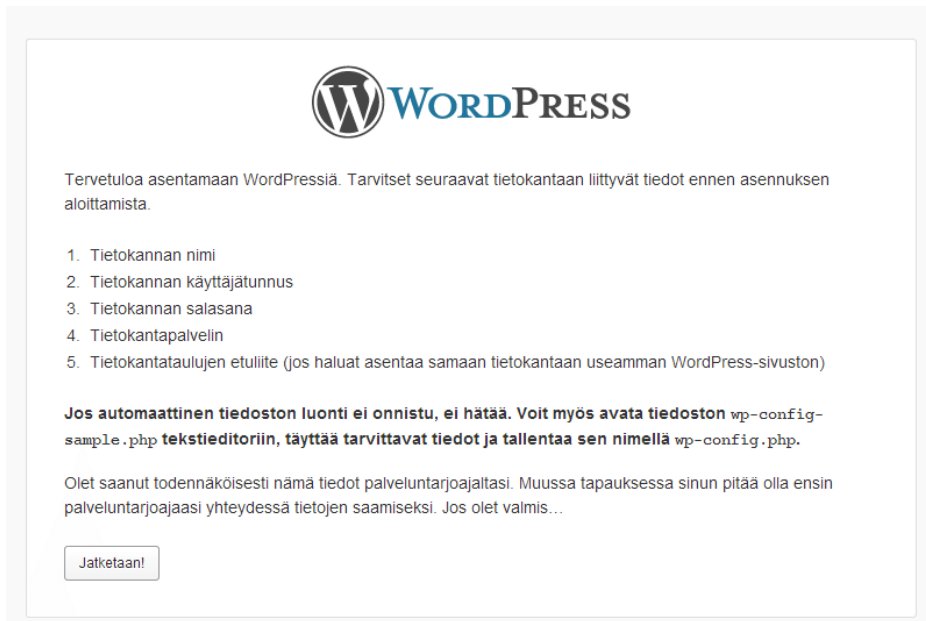 WORDPRESS
Tervetuloa asentamaan WordPressiä. Tarvitset seuraavat tietokantaan liittyvät tiedot ennen asennuksen
aloittamista.
1. Tietokannan nimi
2. Tietokannan käyttäjätunnus
3. Tietokannan salasana
4. Tietokantapalvelin
5. Tietokantataulujen etuliite (jos haluat asentaa samaan tietokantaan useamman WordPress-sivuston)
Jos automaattinen tiedoston luonti ei onnistu, ei hätää. Voit myös avata tiedoston wp-config-
sample.php tekstieditoriin, täyttää tarvittavat tiedot ja tallentaa sen nimellä wp-config.php.
Olet saanut todennäköisesti nämä tiedot palveluntarjoajaltasi. Muussa tapauksessa sinun pitää olla ensin
palveluntarjoajaasi yhteydessä tietojen saamiseksi. Jos olet valmis…
Jatketaan!